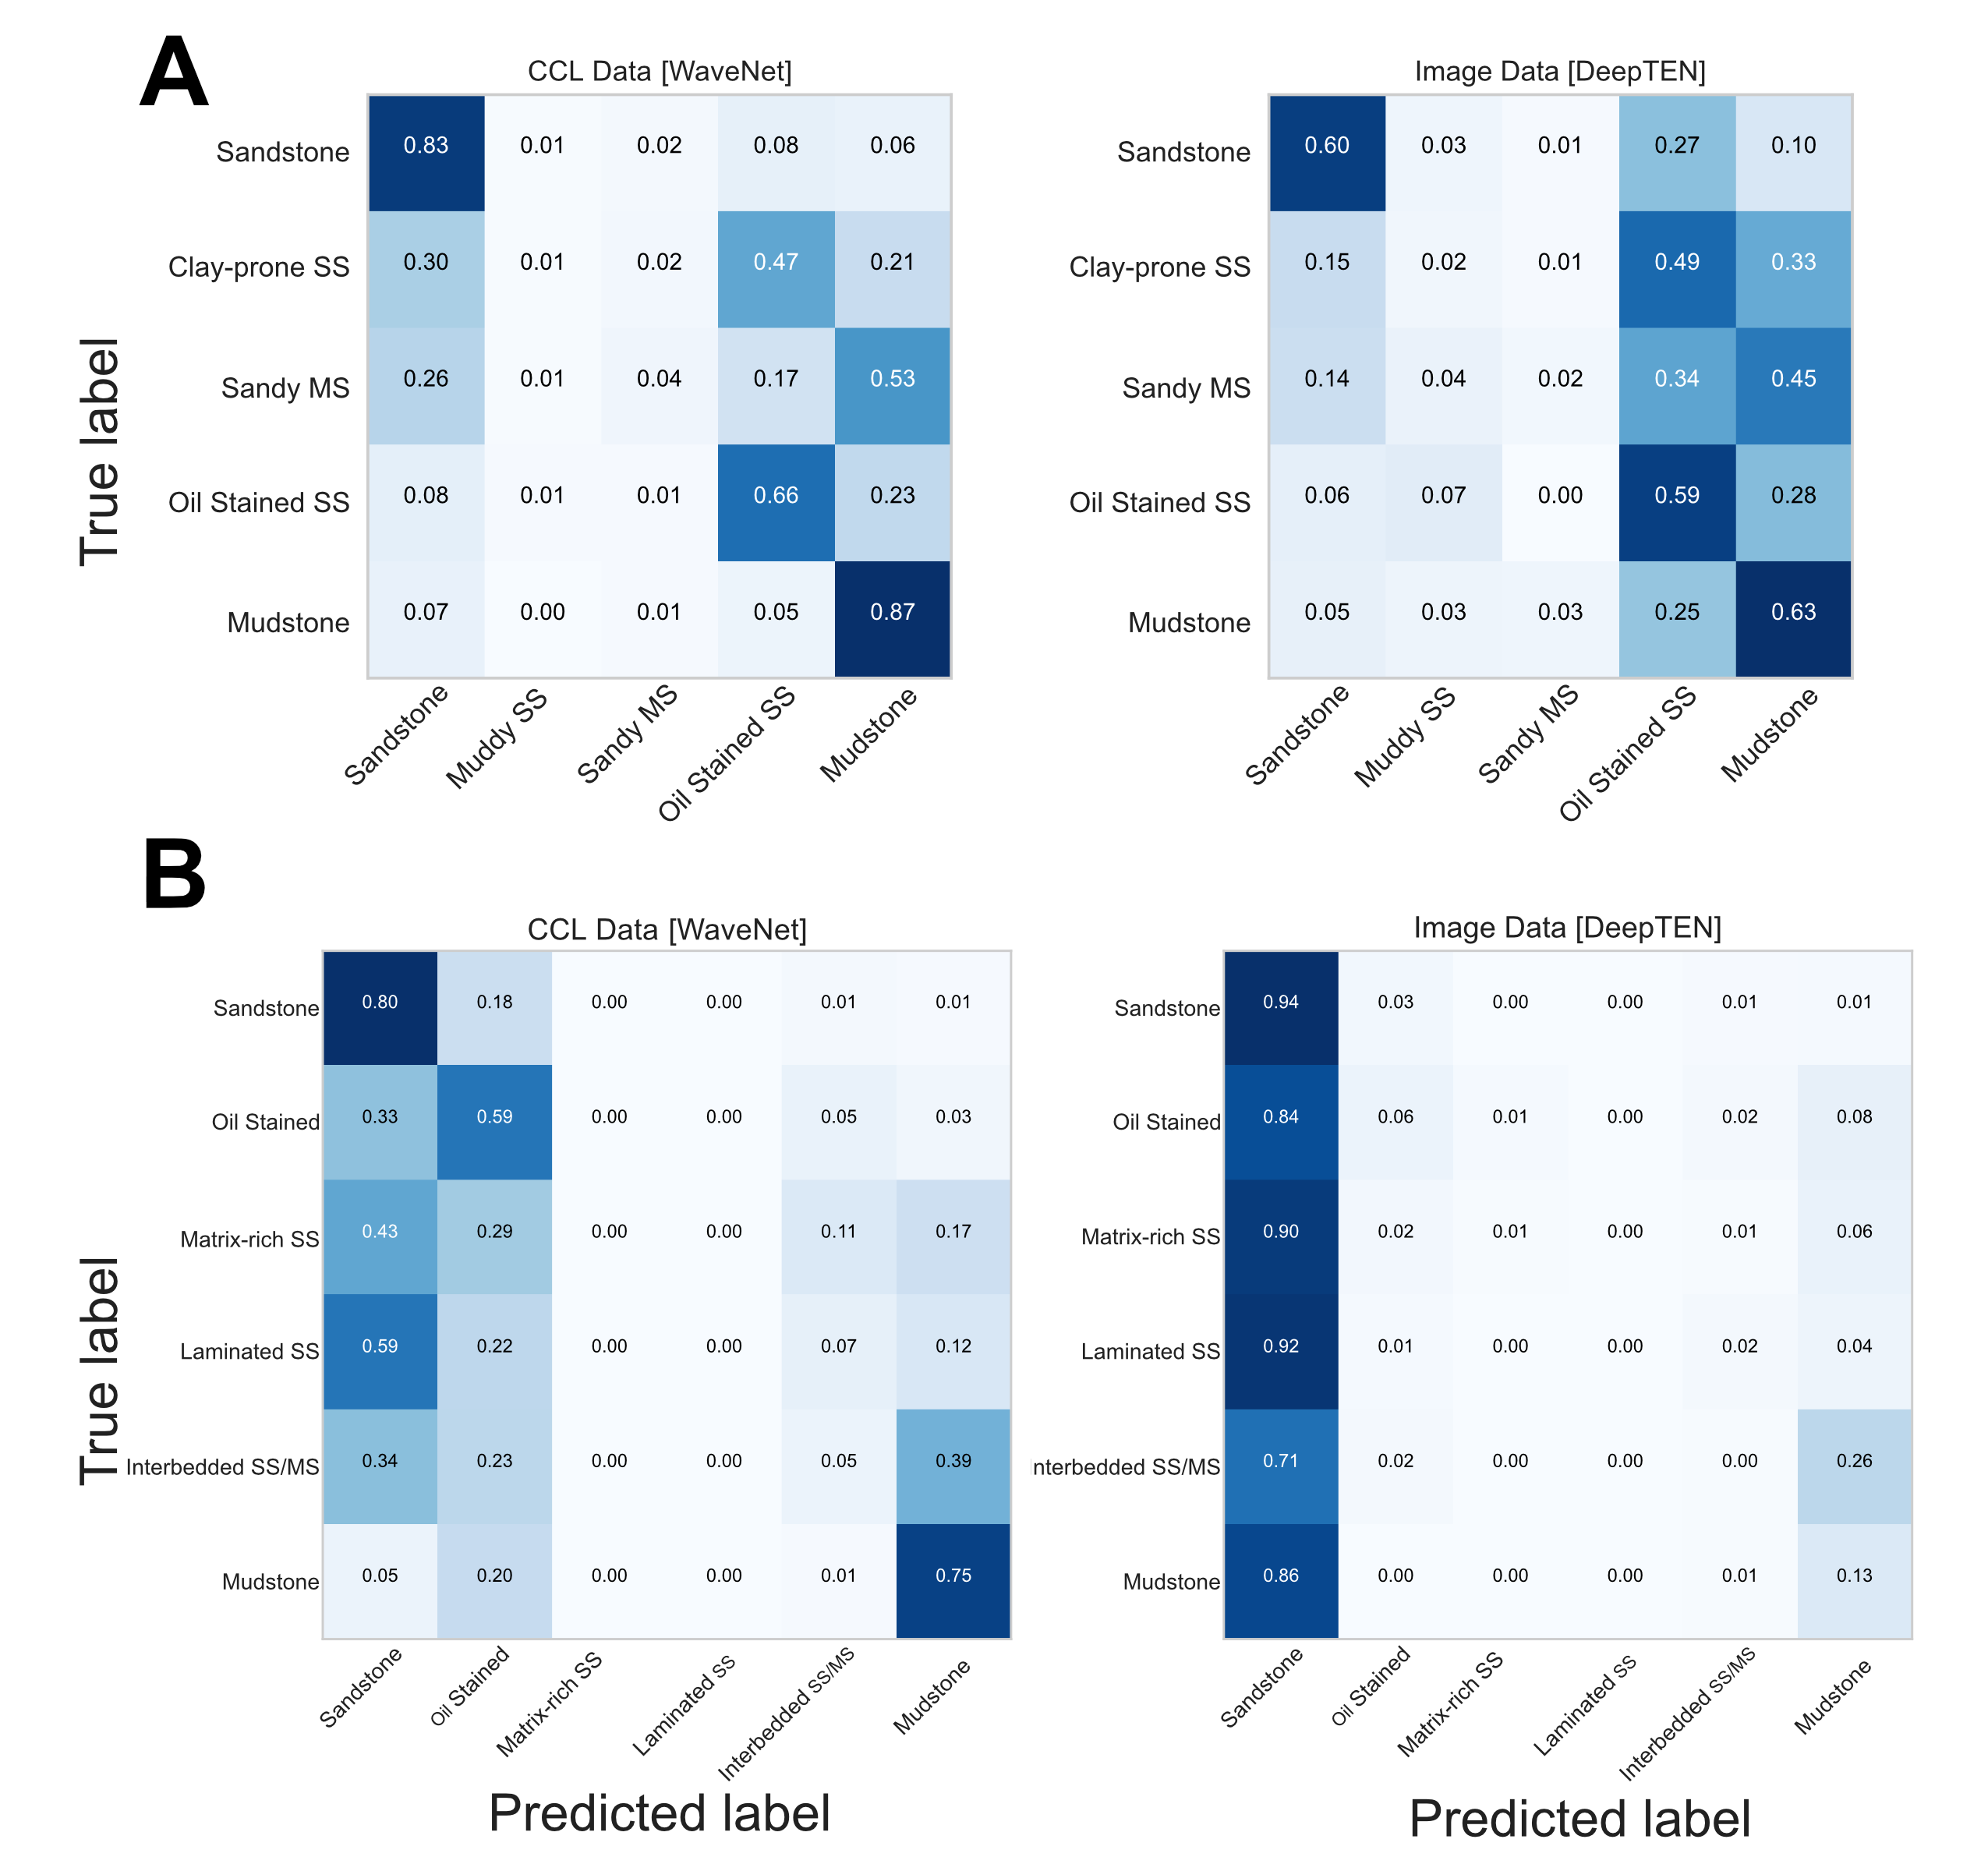 A
CCL Data [WaveNet]
True label
Sandstone 0.83 0.01 0.02 0.08 0.06
Clay-prone SS 0.30 0.01 0.02 0.47 0.21
Sandy MS 0.26 0.01 0.04 0.17 0.53
Oil Stained SS 0.08 0.01 0.01 0.66 0.23
Mudstone 0.07 0.00 0.01 0.05 0.87
Sandstone Muddy SS Sandy MS Oil Stained SS Mudstone
Image Data [DeepTEN]
Sandstone 0.60 0.03 0.01 0.27 0.10
Clay-prone SS 0.15 0.02 0.01 0.49 0.33
Sandy MS 0.14 0.04 0.02 0.34 0.45
Oil Stained SS 0.06 0.07 0.00 0.59 0.28
Mudstone 0.05 0.03 0.03 0.25 0.63
Sandstone Muddy SS Sandy MS Oil Stained SS Mudstone
B
CCL Data [WaveNet]
True label
Sandstone 0.80 0.18 0.00 0.00 0.01 0.01
Oil Stained 0.33 0.59 0.00 0.00 0.05 0.03
Matrix-rich SS 0.43 0.29 0.00 0.00 0.11 0.17
Laminated SS 0.59 0.22 0.00 0.00 0.07 0.12
Interbedded SS/MS 0.34 0.23 0.00 0.00 0.05 0.39
Mudstone 0.05 0.20 0.00 0.00 0.01 0.75
Sandstone Oil Stained Matrix-rich SS Laminated SS Interbedded SS/MS Mudstone
Predicted label
Image Data [DeepTEN]
Sandstone 0.94 0.03 0.00 0.00 0.01 0.01
Oil Stained 0.84 0.06 0.01 0.00 0.02 0.08
Matrix-rich SS 0.90 0.02 0.01 0.00 0.01 0.06
Laminated SS 0.92 0.01 0.00 0.00 0.02 0.04
nterbedded SS/MS 0.71 0.02 0.00 0.00 0.00 0.26
Mudstone 0.86 0.00 0.00 0.00 0.01 0.13
Sandstone Oil Stained Matrix-rich SS Laminated SS Interbedded SS/MS Mudstone
Predicted label